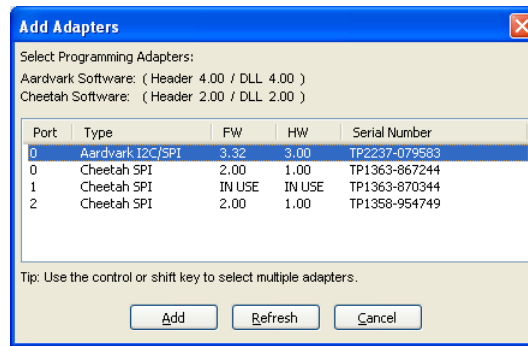 Add Adapters
Select Programming Adapters:
Aardvark Software: ( Header 4.00 / DLL 4.00 )
Cheetah Software: ( Header 2.00 / DLL 2.00 )
Port Type FW HW Serial Number
0 Aardvark I2C/SPI 3.32 3.00 TP2237-079583
0 Cheetah SPI 2.00 1.00 TP1363-867244
1 Cheetah SPI IN USE IN USE TP1363-870344
2 Cheetah SPI 2.00 1.00 TP1358-954749
Tip: Use the control or shift key to select multiple adapters.
Add Refresh Cancel